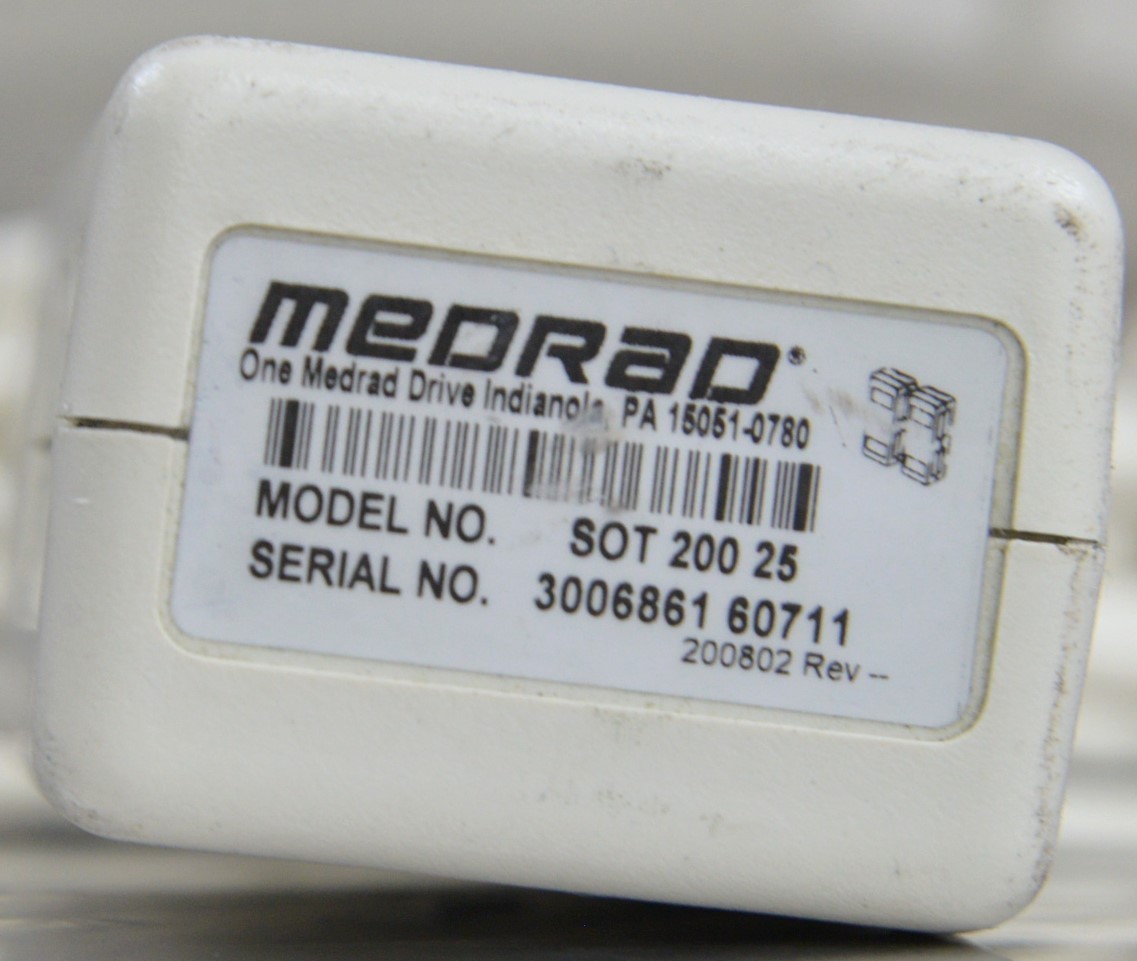 MEDRAD®
One Medrad Drive Indianola, PA 15051-0780
MODEL NO. SOT 200 25
SERIAL NO. 3006861 60711
200802 Rev --